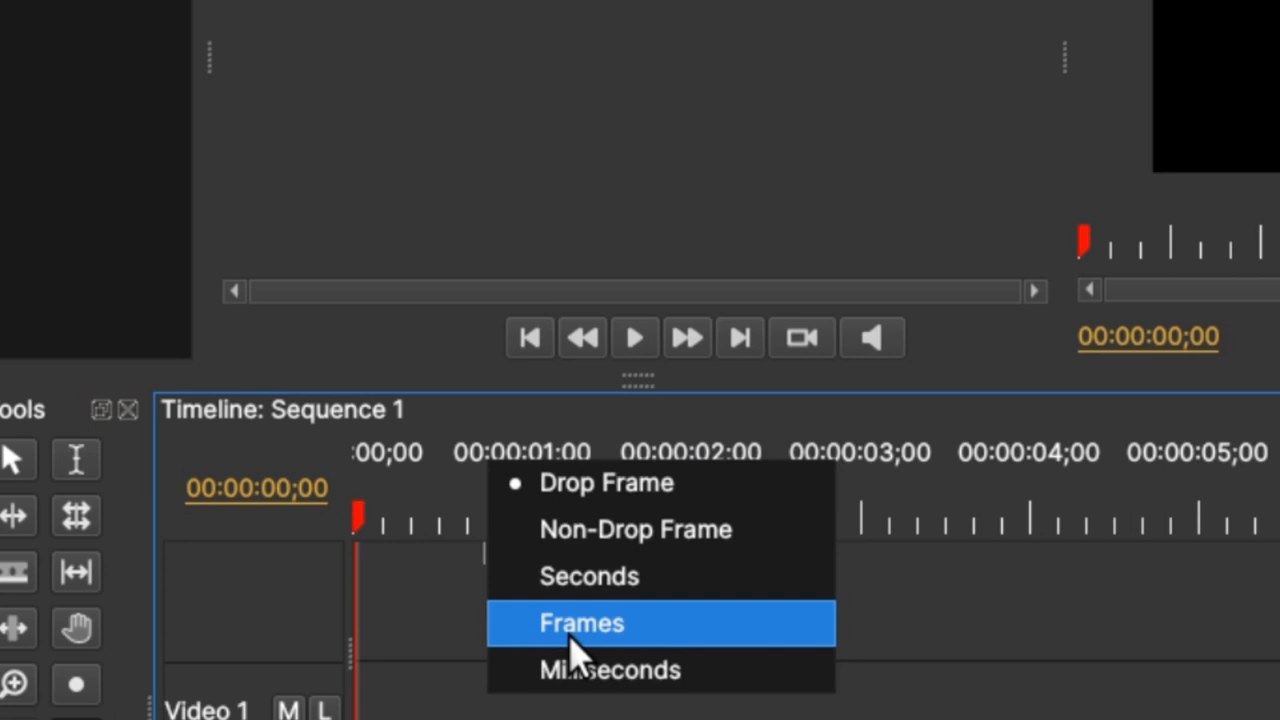 00:00:00;00
ools
Timeline: Sequence 1
:00;00 00:00:01:00 00:00:02:00 00:00:03;00 00:00:04;00 00:00:05;00
00:00:00;00
Drop Frame
Non-Drop Frame
Seconds
Frames
Milliseconds
Video 1 M L